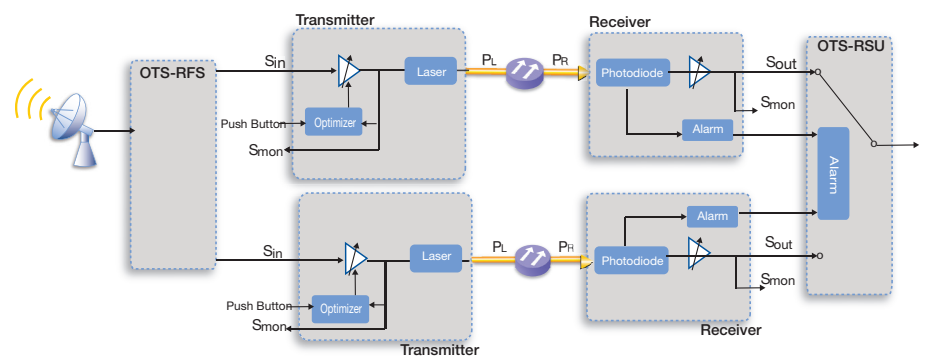 Transmitter
Receiver
OTS-RSU
OTS-RFS
Sin
Laser
PL
PR
Photodiode
Sout
Smon
Push Button
Optimizer
Smon
Alarm
Alarm
Sin
Laser
PL
PR
Photodiode
Alarm
Sout
Smon
Push Button
Optimizer
Smon
Transmitter
Receiver